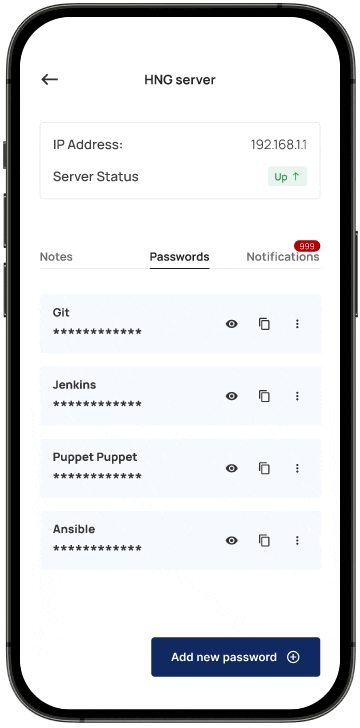 HNG server
IP Address: 192.168.1.1
Server Status Up ↑
999
Notes Passwords Notifications
Git
************
Jenkins
************
Puppet Puppet
************
Ansible
************
Add new password